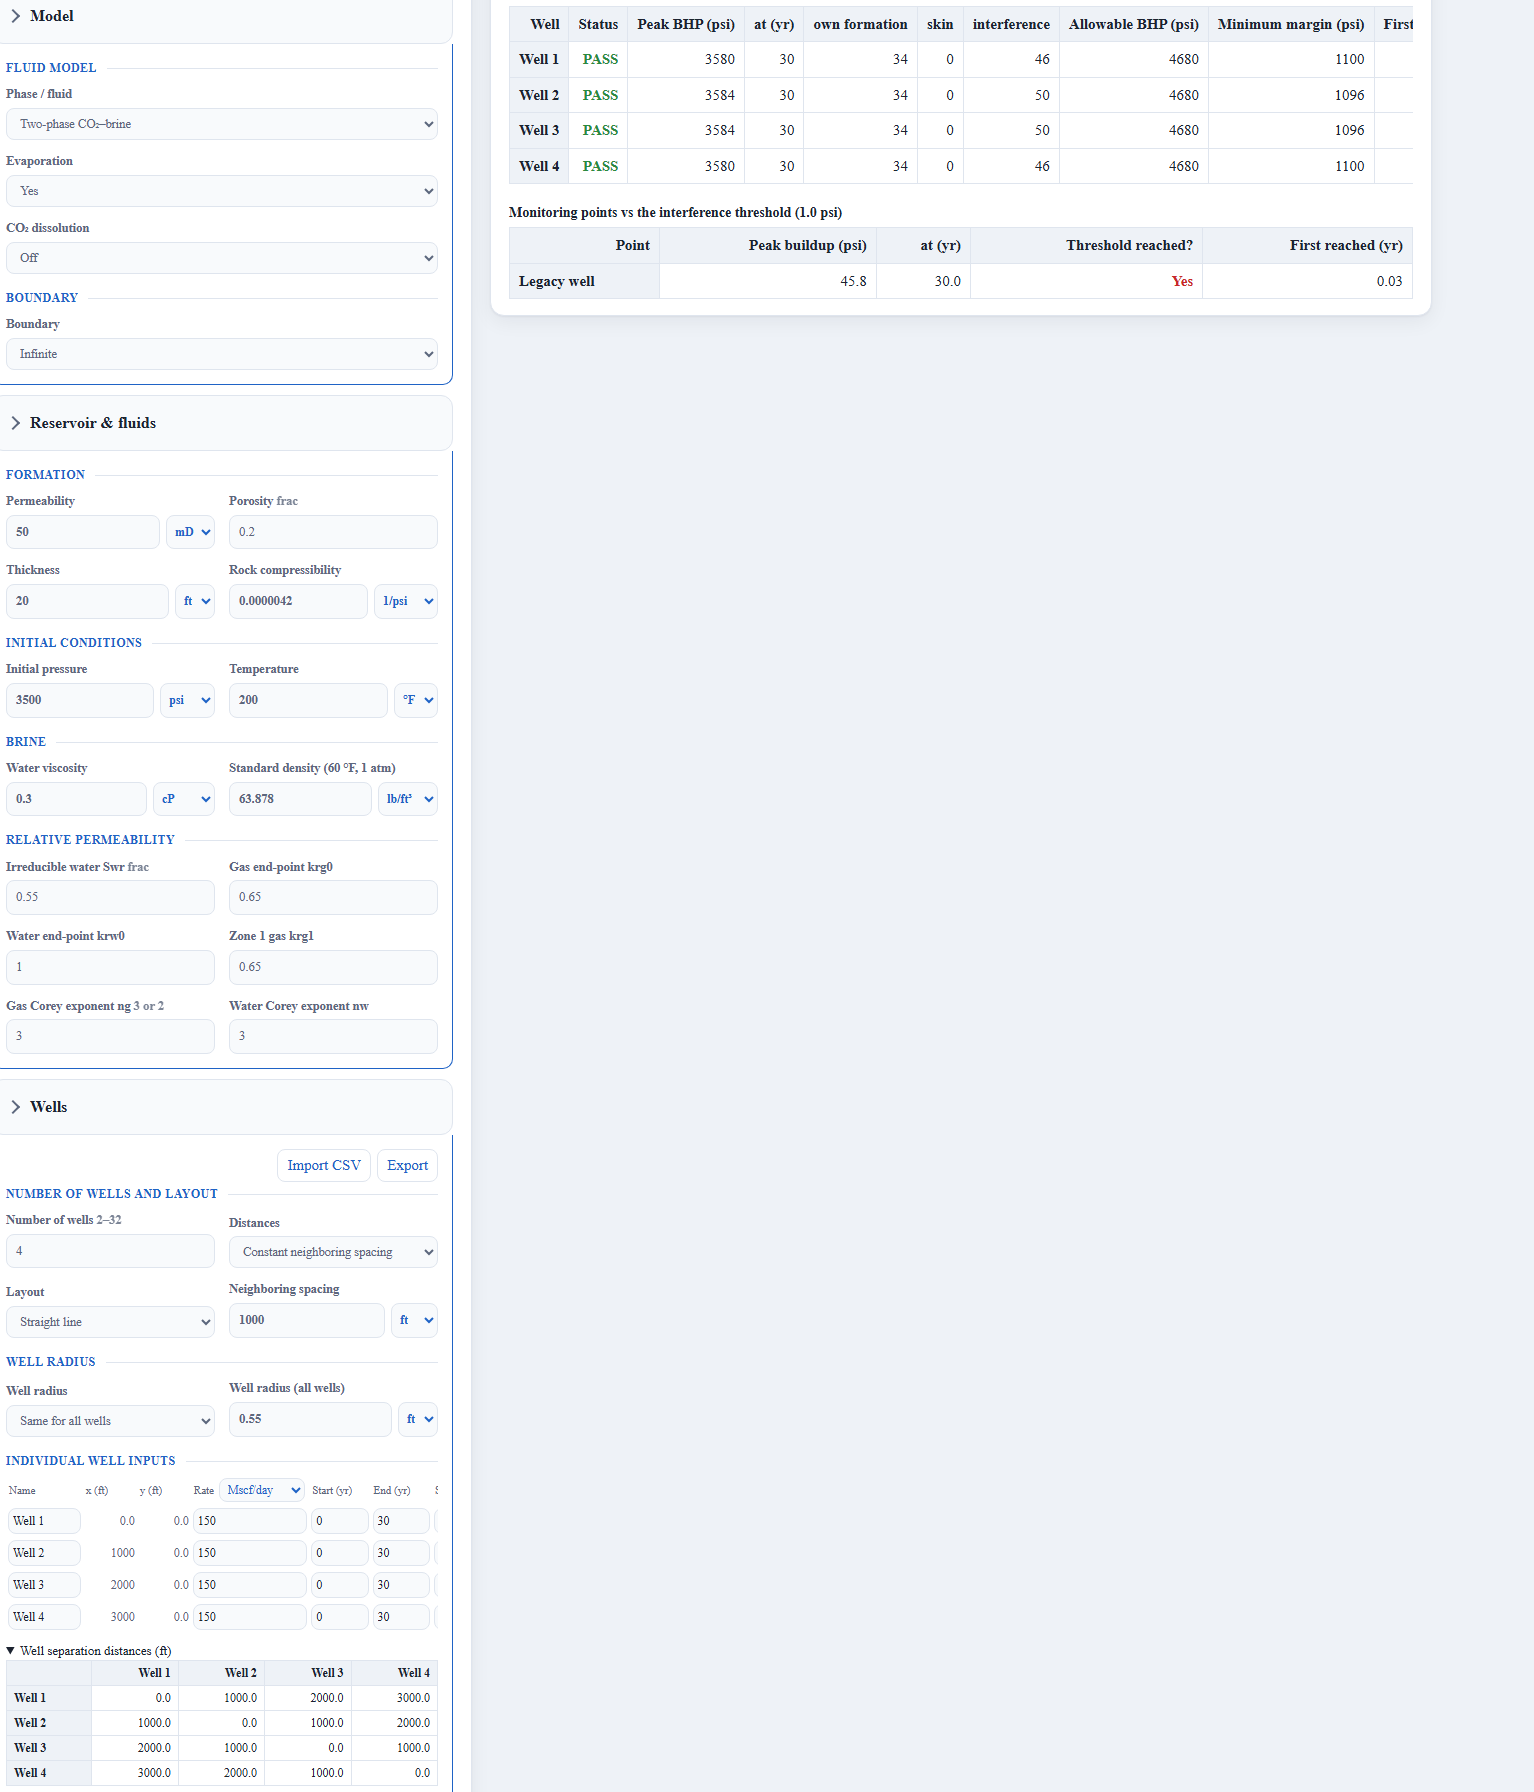 Model
FLUID MODEL
Phase / fluid
Two-phase CO₂–brine
Evaporation
Yes
CO₂ dissolution
Off
BOUNDARY
Boundary
Infinite
Reservoir & fluids
FORMATION
Permeability
Porosity frac
50 mD
0.2
Thickness
Rock compressibility
20 ft
0.0000042 1/psi
INITIAL CONDITIONS
Initial pressure
Temperature
3500 psi
200 °F
BRINE
Water viscosity
Standard density (60 °F, 1 atm)
0.3 cP
63.878 lb/ft³
RELATIVE PERMEABILITY
Irreducible water Swr frac
Gas end-point krg0
0.55
0.65
Water end-point krw0
Zone 1 gas krg1
1
0.65
Gas Corey exponent ng 3 or 2
Water Corey exponent nw
3
3
Wells
Import CSV
Export
NUMBER OF WELLS AND LAYOUT
Number of wells 2–32
Distances
4
Constant neighboring spacing
Layout
Neighboring spacing
Straight line
1000 ft
WELL RADIUS
Well radius
Well radius (all wells)
Same for all wells
0.55 ft
INDIVIDUAL WELL INPUTS
Name x (ft) y (ft) Rate Mscf/day Start (yr) End (yr)
Well 1 0.0 0.0 150 0 30
Well 2 1000 0.0 150 0 30
Well 3 2000 0.0 150 0 30
Well 4 3000 0.0 150 0 30
▼ Well separation distances (ft)
Well 1 Well 2 Well 3 Well 4
Well 1 0.0 1000.0 2000.0 3000.0
Well 2 1000.0 0.0 1000.0 2000.0
Well 3 2000.0 1000.0 0.0 1000.0
Well 4 3000.0 2000.0 1000.0 0.0
Well Status Peak BHP (psi) at (yr) own formation skin interference Allowable BHP (psi) Minimum margin (psi) First
Well 1 PASS 3580 30 34 0 46 4680 1100
Well 2 PASS 3584 30 34 0 50 4680 1096
Well 3 PASS 3584 30 34 0 50 4680 1096
Well 4 PASS 3580 30 34 0 46 4680 1100
Monitoring points vs the interference threshold (1.0 psi)
Point Peak buildup (psi) at (yr) Threshold reached? First reached (yr)
Legacy well 45.8 30.0 Yes 0.03